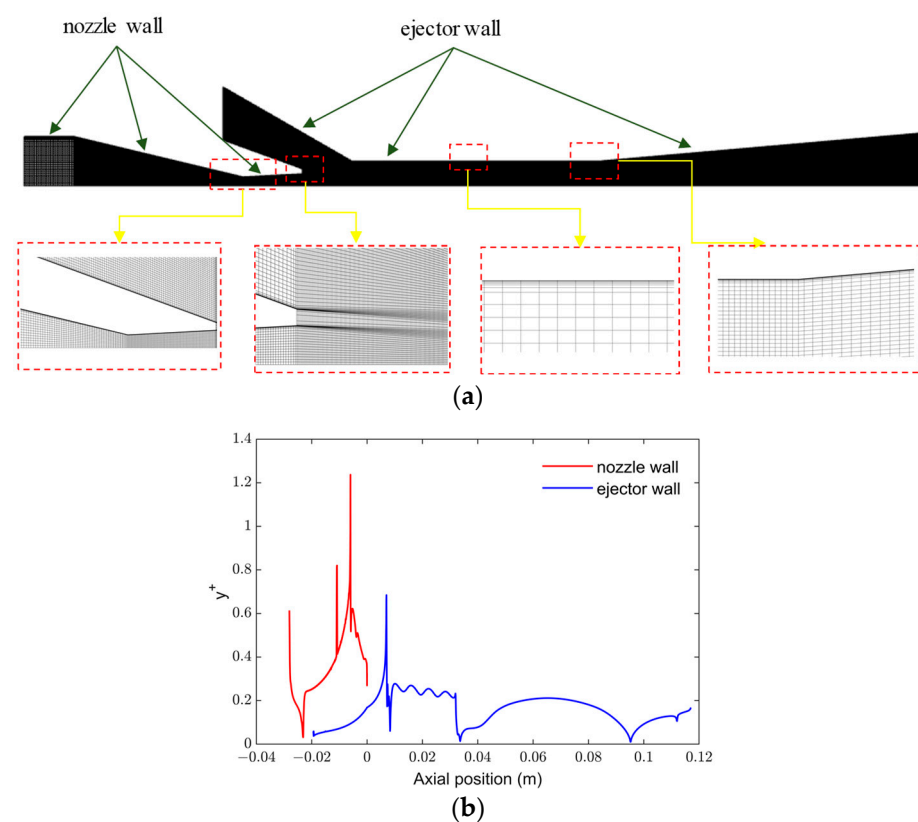 nozzle wall
ejector wall
(a)
1.4
1.2
1
0.8
0.6
0.4
0.2
0
y+
nozzle wall
ejector wall
−0.04
−0.02
0
0.02
0.04
0.06
0.08
0.1
0.12
Axial position (m)
(b)